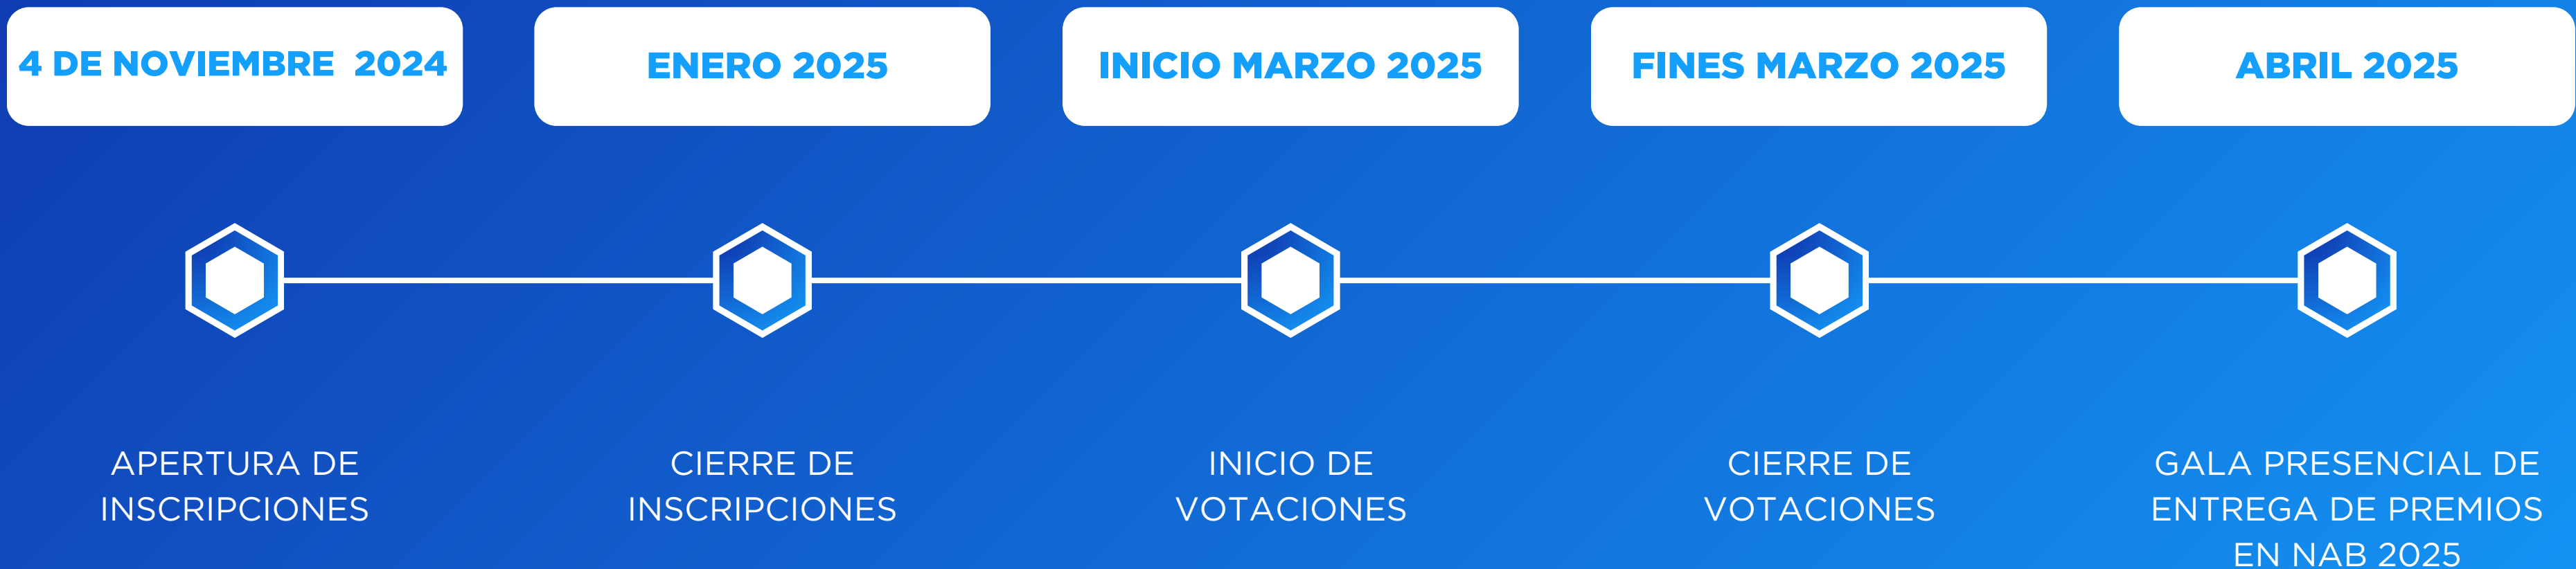 4 DE NOVIEMBRE 2024
ENERO 2025
INICIO MARZO 2025
FINES MARZO 2025
ABRIL 2025
APERTURA DE
INSCRIPCIONES
CIERRE DE
INSCRIPCIONES
INICIO DE
VOTACIONES
CIERRE DE
VOTACIONES
GALA PRESENCIAL DE
ENTREGA DE PREMIOS
EN NAB 2025